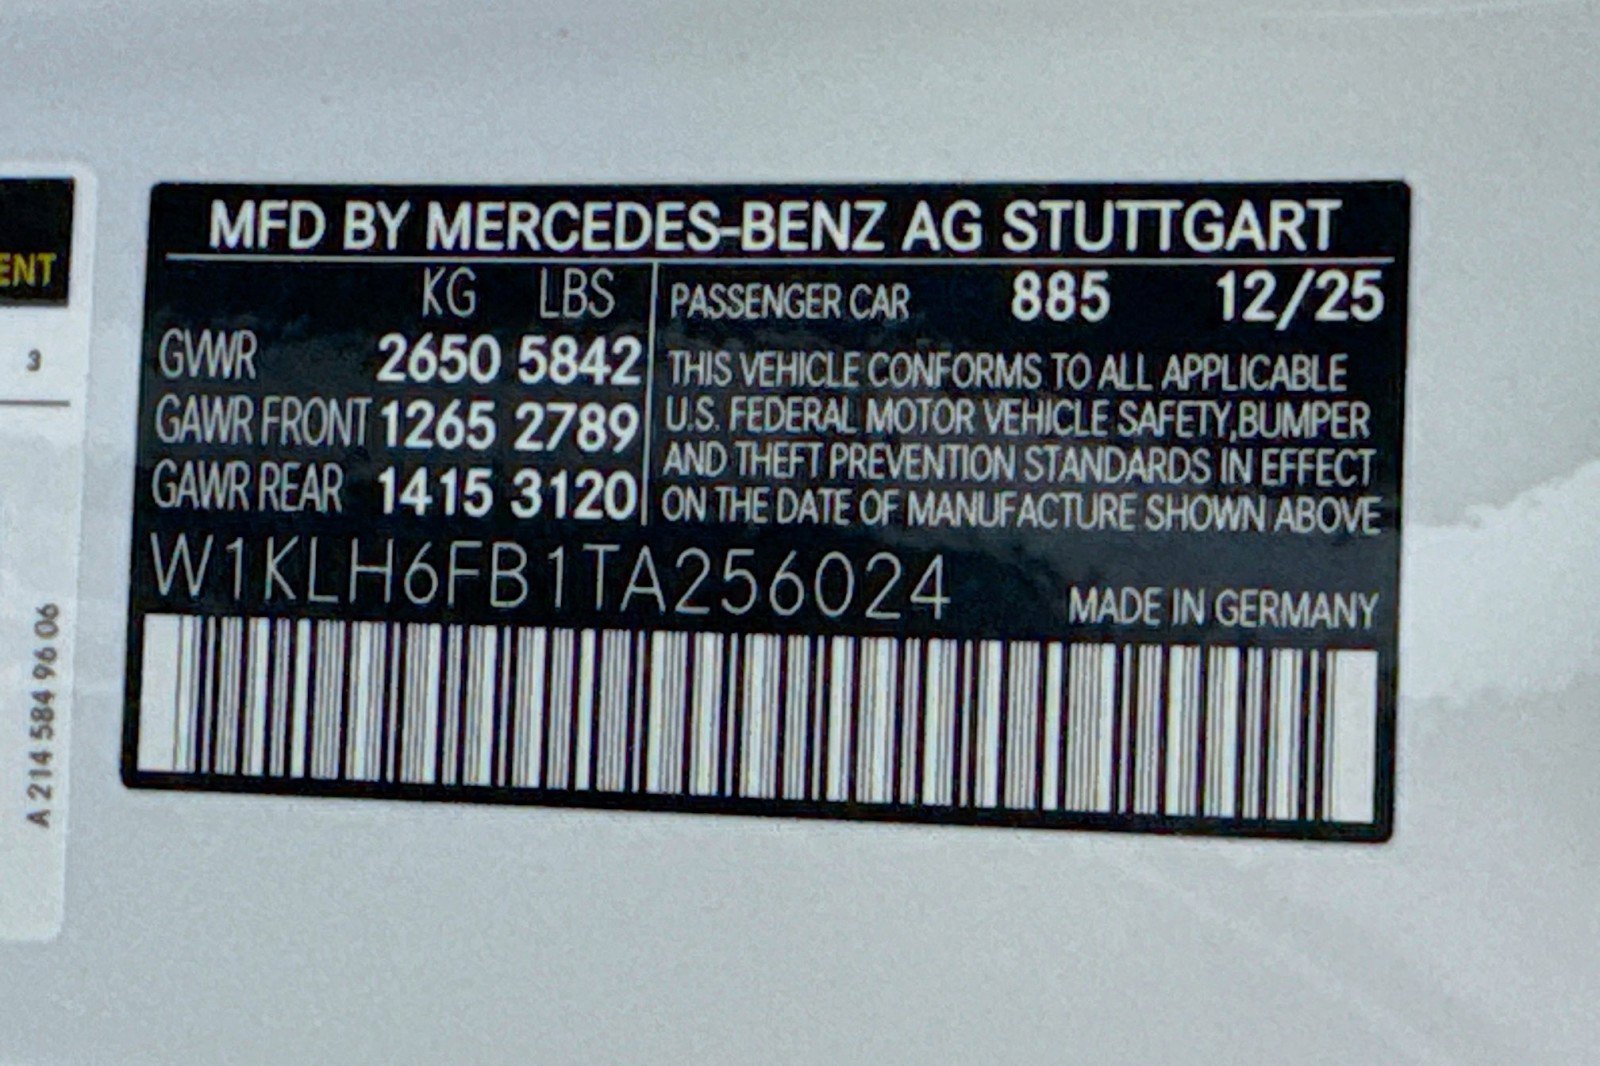 MFD BY MERCEDES-BENZ AG STUTTGART
KG LBS
GVWR 2650 5842
GAWR FRONT 1265 2789
GAWR REAR 1415 3120
PASSENGER CAR 885 12/25
THIS VEHICLE CONFORMS TO ALL APPLICABLE
U.S. FEDERAL MOTOR VEHICLE SAFETY,BUMPER
AND THEFT PREVENTION STANDARDS IN EFFECT
ON THE DATE OF MANUFACTURE SHOWN ABOVE
W1KLH6FB1TA256024
MADE IN GERMANY
ENT
3
A 214 584 96 06